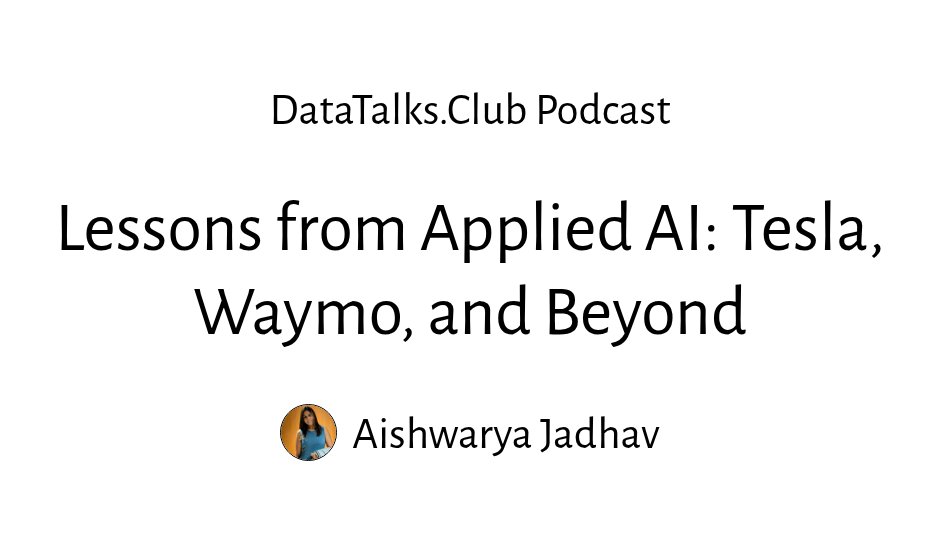 DataTalks.Club Podcast
Lessons from Applied AI: Tesla,
Waymo, and Beyond
Aishwarya Jadhav